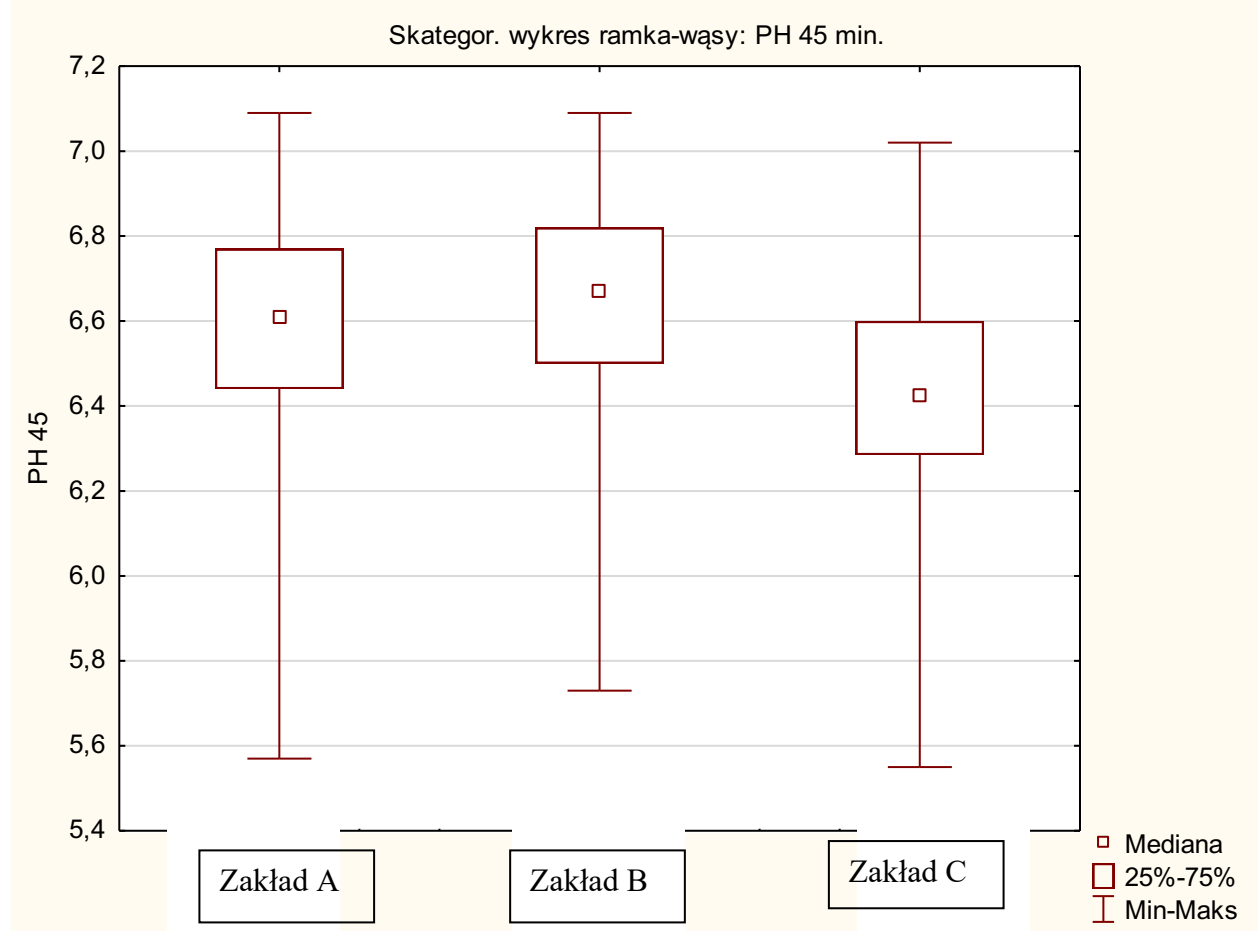 Skategor. wykres ramka-wąsy: PH 45 min.
7,2
7,0
6,8
6,6
6,4
6,2
6,0
5,8
5,6
5,4
PH 45
Zakład A
Zakład B
Zakład C
Mediana
25%-75%
Min-Maks